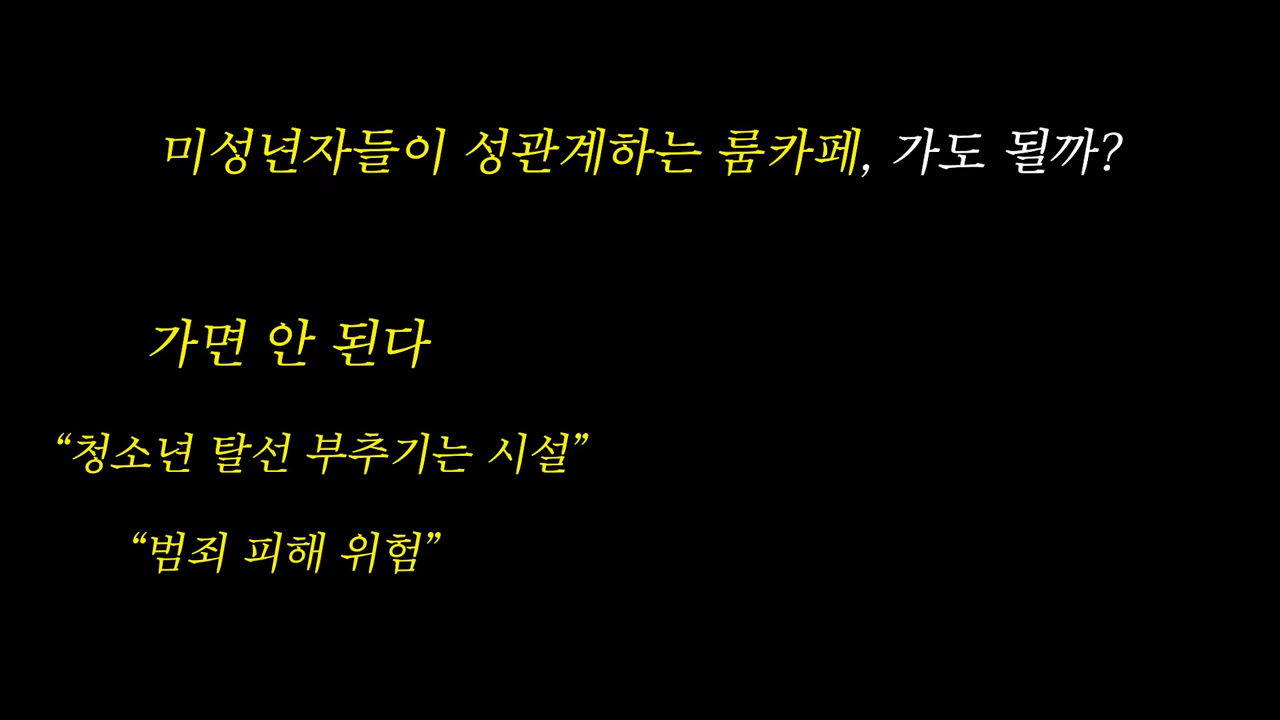 미성년자들이 성관계하는 룸카페, 가도 될까?
가면 안 된다
“청소년 탈선 부추기는 시설”
“범죄 피해 위험”